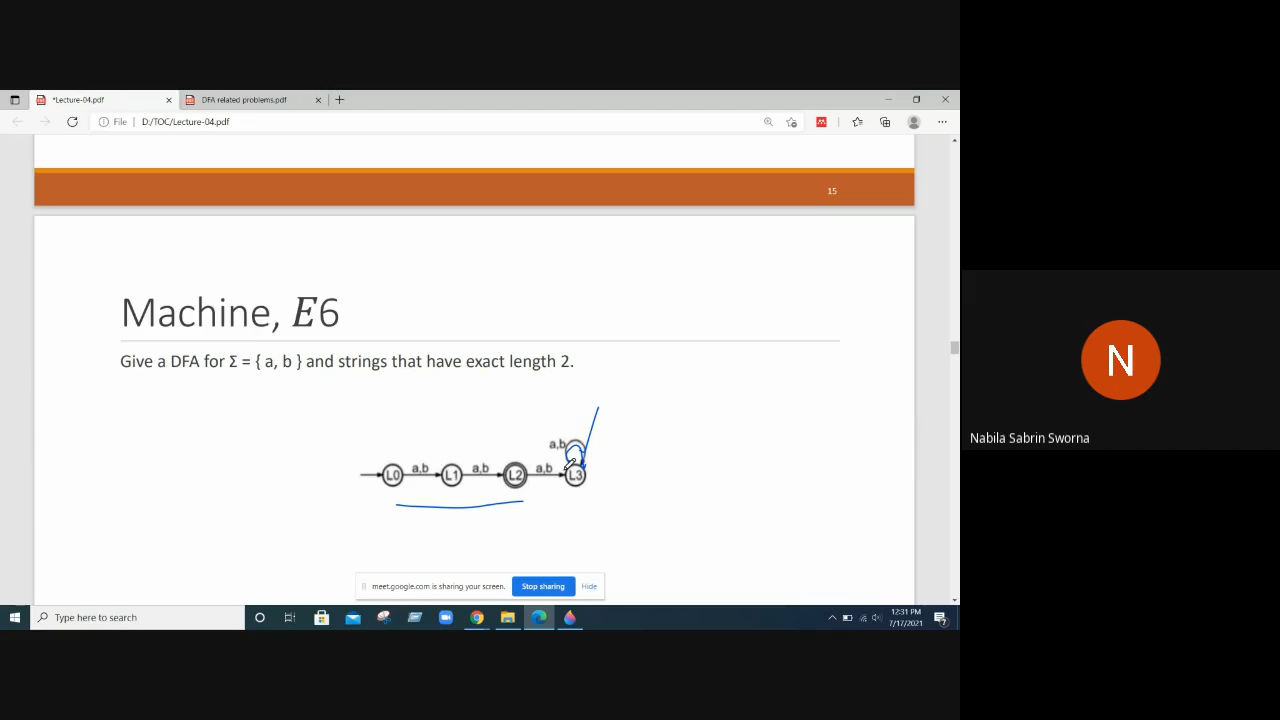 *Lecture-04.pdf
DFA related problems.pdf
File
D:/TOC/Lecture-04.pdf
15
Machine, E6
Give a DFA for Σ = { a, b } and strings that have exact length 2.
a,b
L0 a,b L1 a,b L2 a,b L3
N
Nabila Sabrin Sworna
meet.google.com is sharing your screen. Stop sharing Hide
Type here to search
12:31 PM
7/17/2021
7